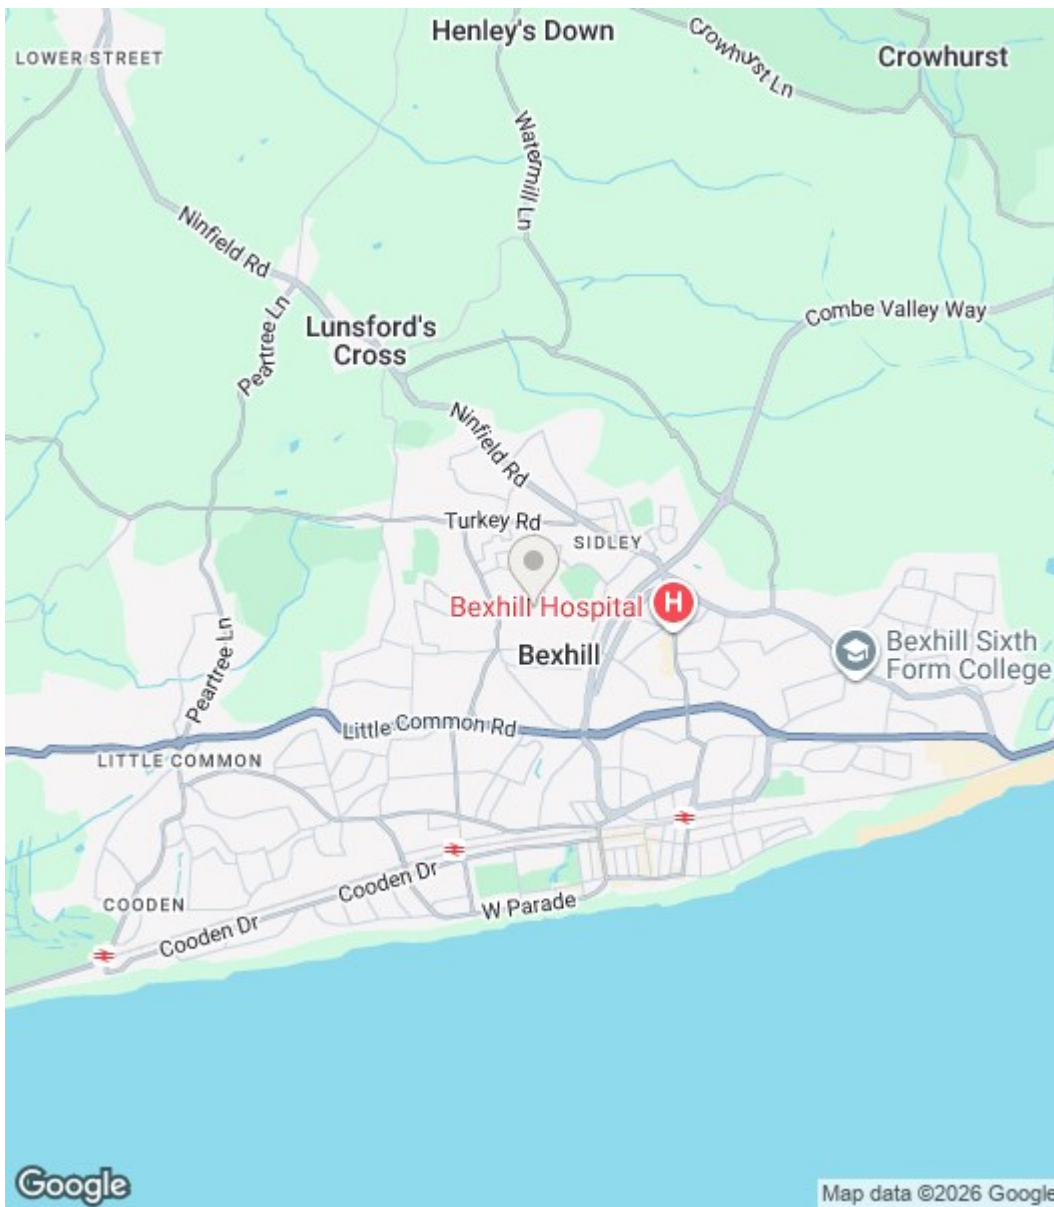 Henley's Down
Crowhurst Ln
Crowhurst
LOWER STREET
Watermill Ln
Ninfield Rd
Combe Valley Way
Peartree Ln
Lunsford's
Cross
Ninfield Rd
Turkey Rd
SIDLEY
Bexhill Hospital
H
Bexhill
Bexhill Sixth
Form College
Peartree Ln
Little Common Rd
LITTLE COMMON
Cooden Dr
COODEN
W Parade
Cooden Dr
Google
Map data ©2026 Google